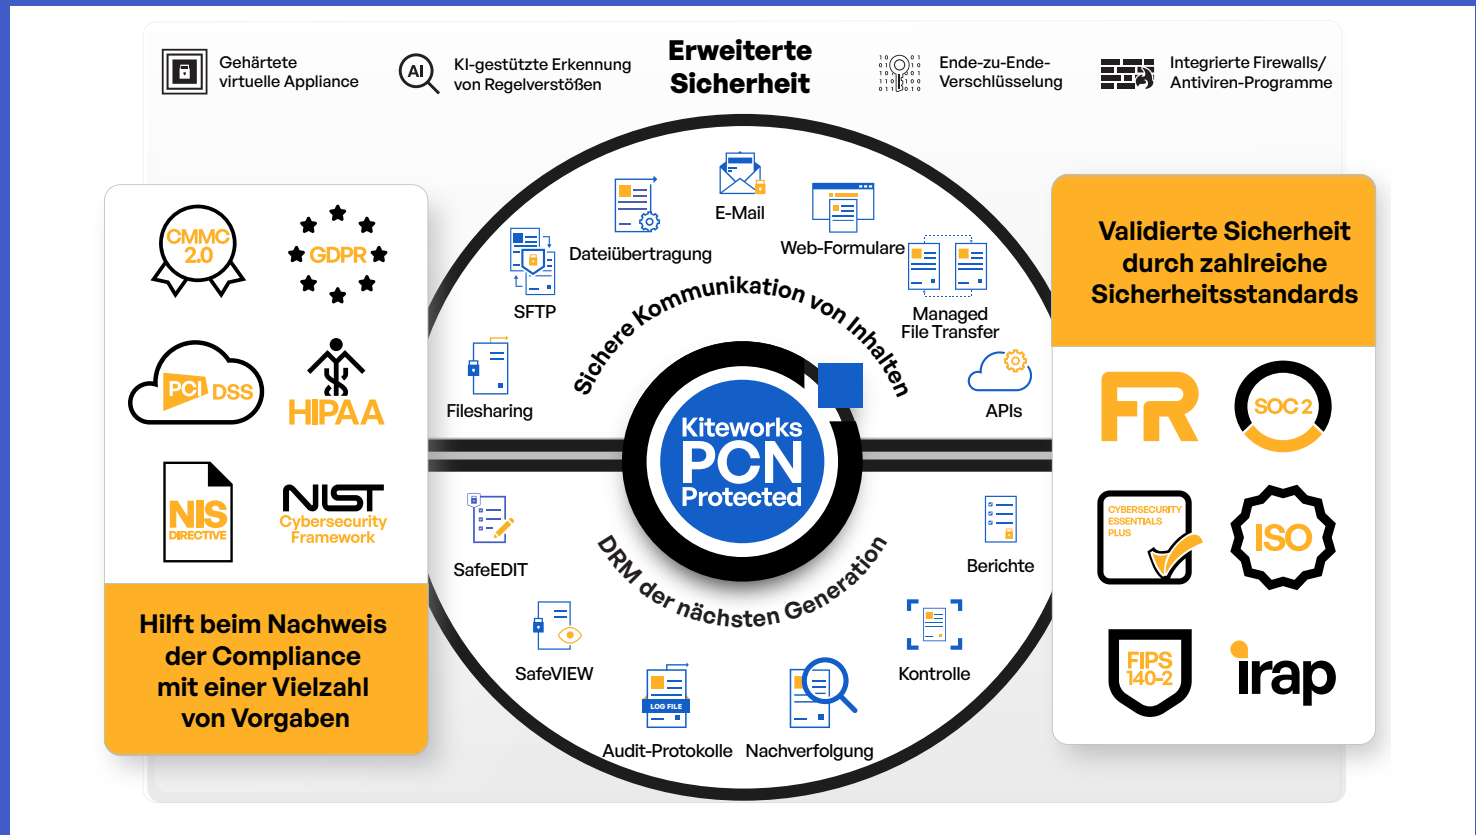 Gehärtete
virtuelle Appliance
AI
KI-gestützte Erkennung
von Regelverstößen
Erweiterte
Sicherheit
Ende-zu-Ende-
Verschlüsselung
Integrierte Firewalls/
Antiviren-Programme
CMMC
2.0
GDPR
PCI DSS
HIPAA
NIS
DIRECTIVE
NIST
Cybersecurity
Framework
Hilft beim Nachweis
der Compliance
mit einer Vielzahl
von Vorgaben
E-Mail
Dateiübertragung
Web-Formulare
SFTP
Managed
File Transfer
Filesharing
APIs
Sichere Kommunikation von Inhalten
Kiteworks
PCN
Protected
DRM der nächsten Generation
SafeEDIT
Berichte
SafeVIEW
Kontrolle
LOG FILE
Audit-Protokolle
Nachverfolgung
Validierte Sicherheit
durch zahlreiche
Sicherheitsstandards
FR
SOC 2
CYBERSECURITY
ESSENTIALS
PLUS
ISO
FIPS
140-2
irap